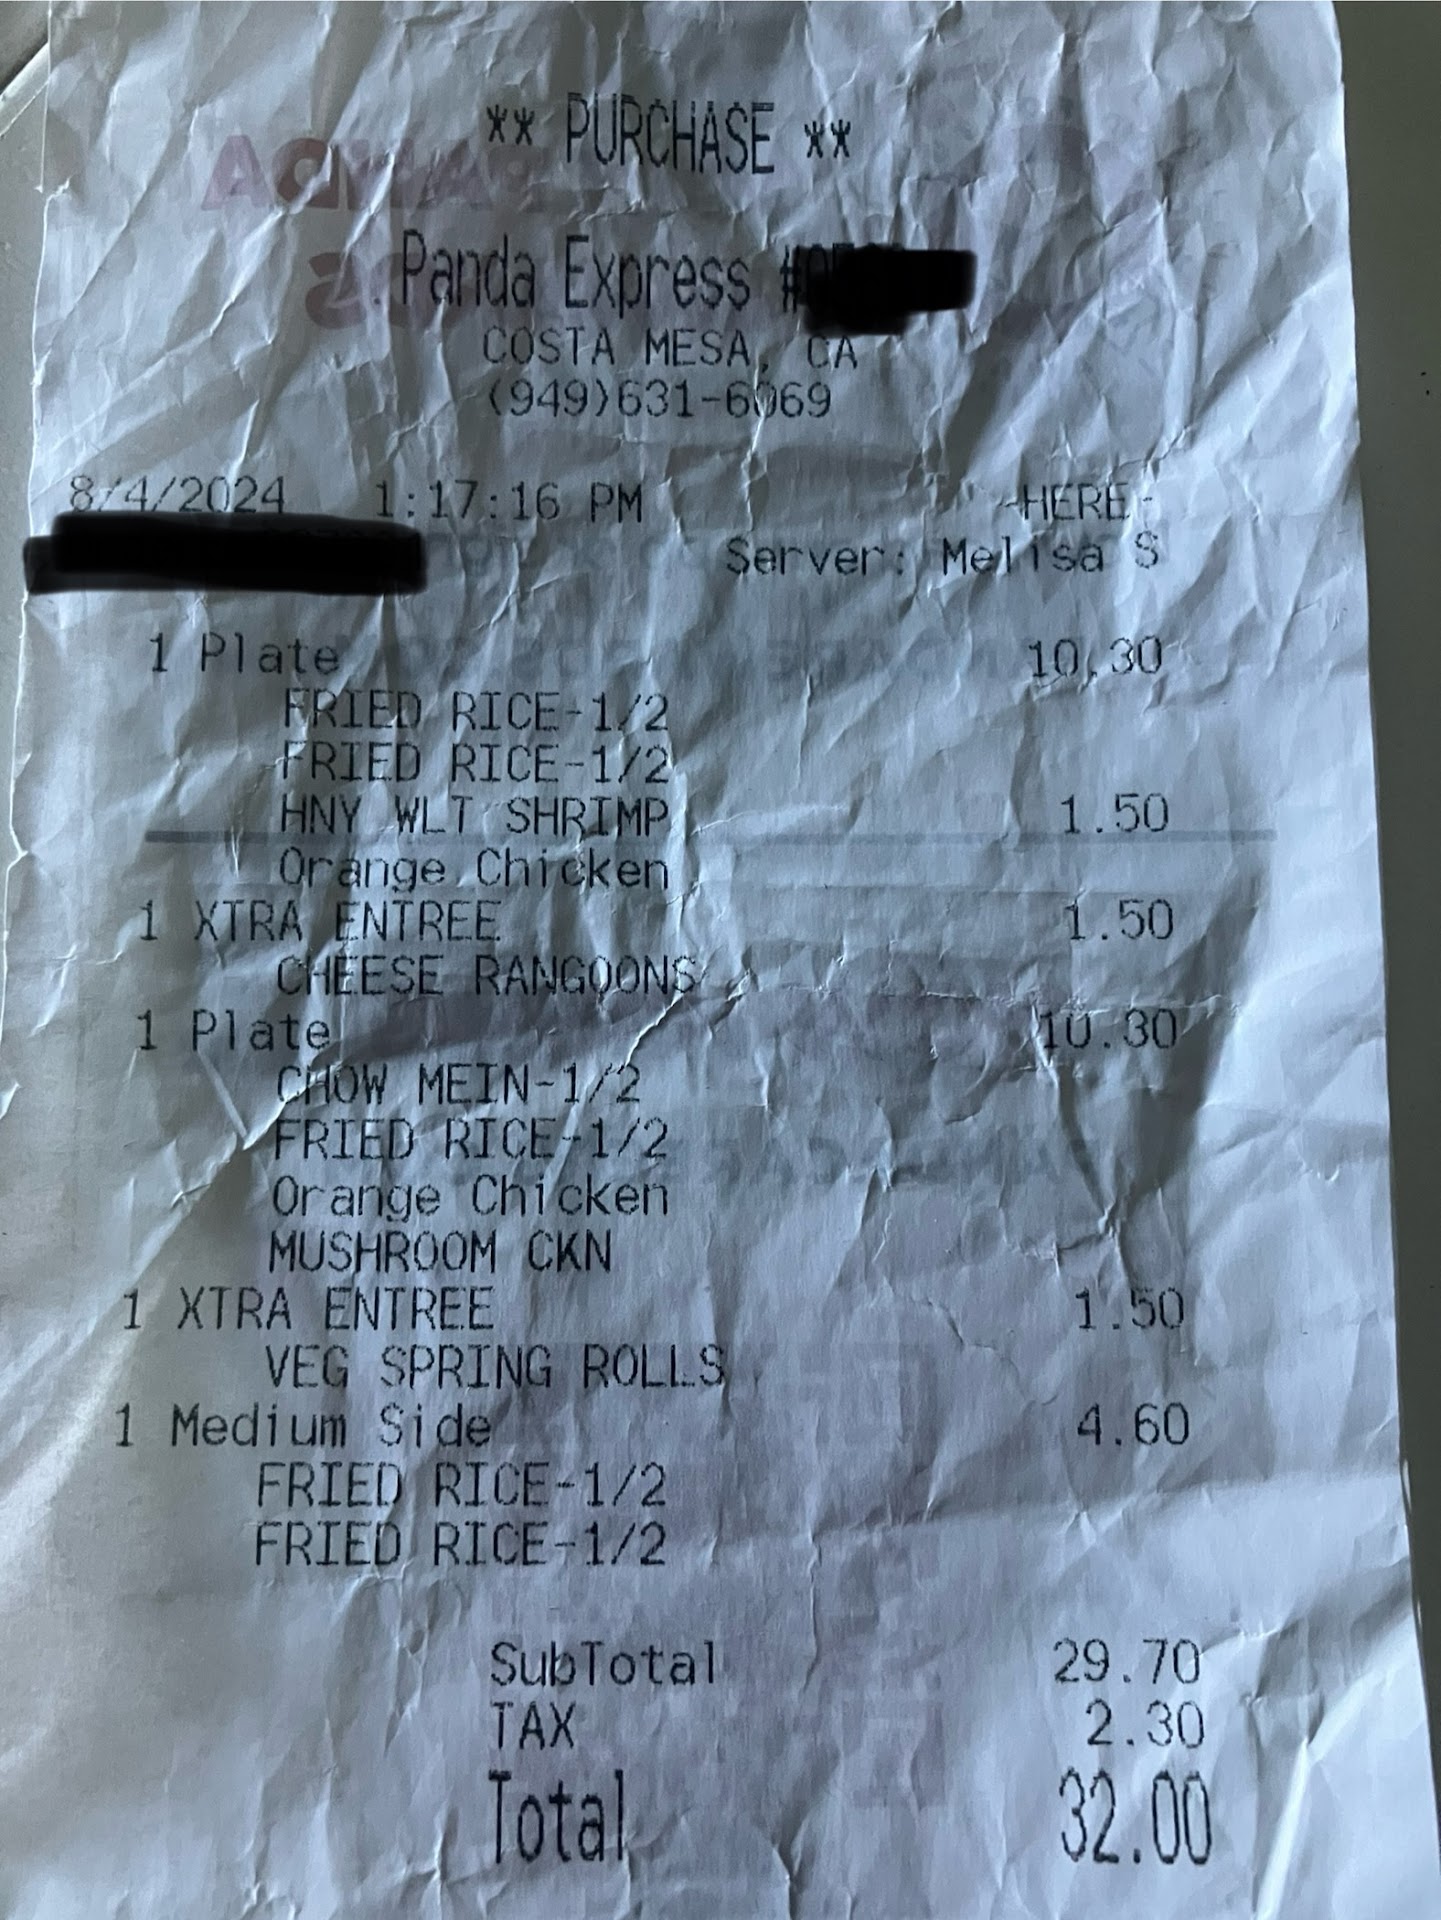 ** PURCHASE **
Panda Express #
COSTA MESA, CA
(949)631-6069
8/4/2024 1:17:16 PM -HERE-
Server: Melisa S
1 Plate 10.30
FRIED RICE-1/2
FRIED RICE-1/2
HNY WLT SHRIMP 1.50
Orange Chicken
1 XTRA ENTREE 1.50
CHEESE RANGOONS
1 Plate 10.30
CHOW MEIN-1/2
FRIED RICE-1/2
Orange Chicken
MUSHROOM CKN
1 XTRA ENTREE 1.50
VEG SPRING ROLLS
1 Medium Side 4.60
FRIED RICE-1/2
FRIED RICE-1/2
SubTotal 29.70
TAX 2.30
Total 32.00